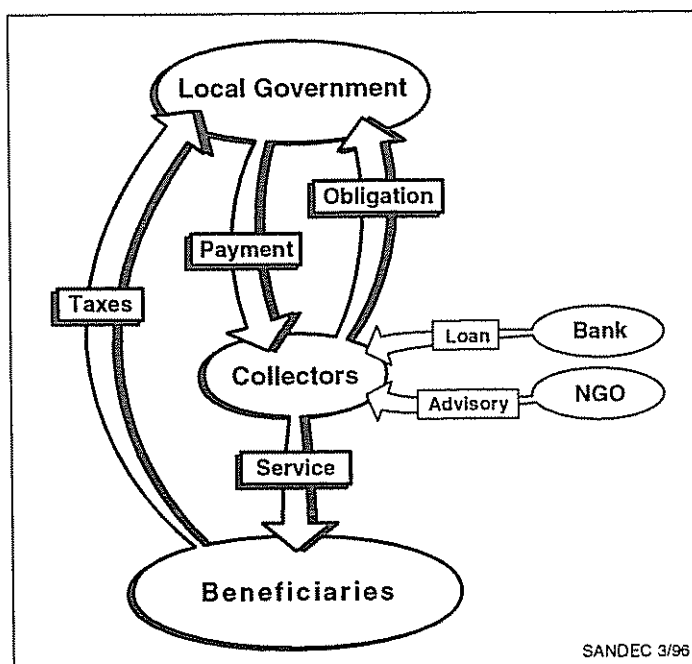 Local Government
Obligation
Payment
Taxes
Loan
Bank
Collectors
Advisory
NGO
Service
Beneficiaries
SANDEC 3/96